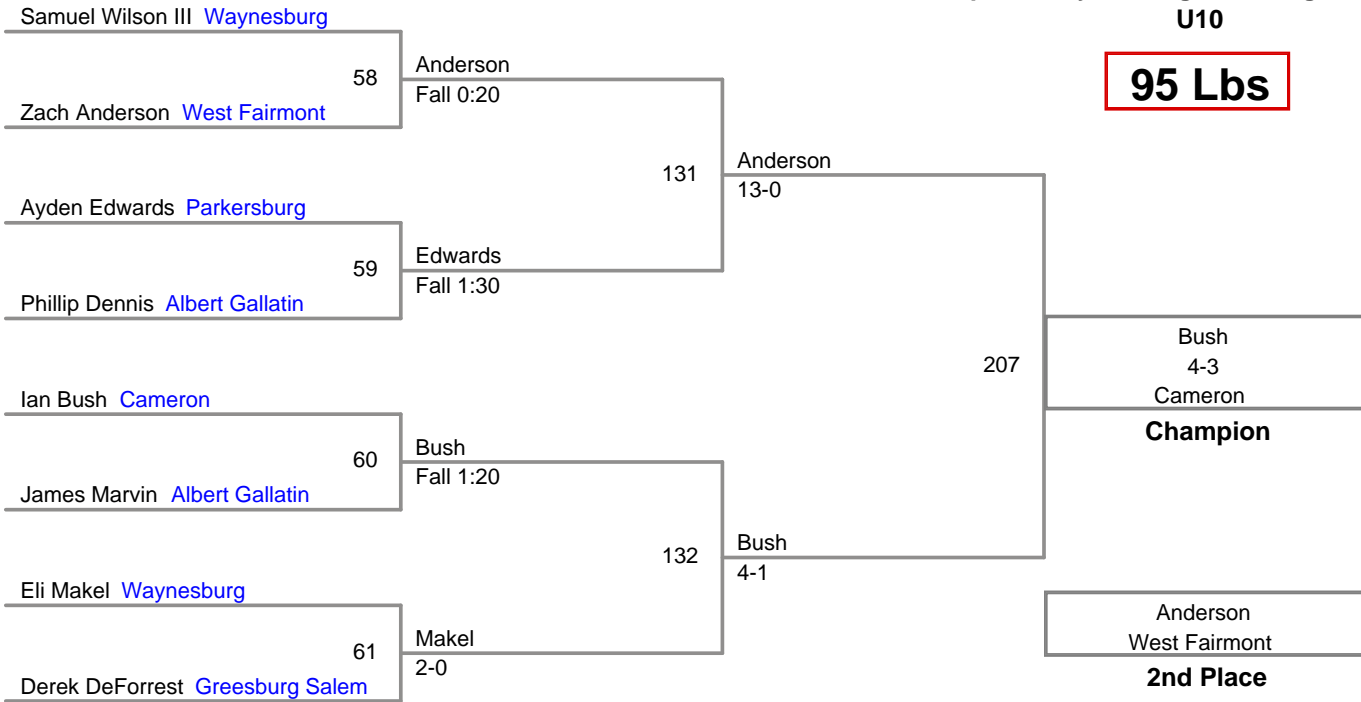 U10
95 Lbs
Samuel Wilson III Waynesburg
58
Anderson
Fall 0:20
Zach Anderson West Fairmont
131
Anderson
13-0
Ayden Edwards Parkersburg
59
Edwards
Fall 1:30
Phillip Dennis Albert Gallatin
207
Bush
4-3
Cameron
Champion
Ian Bush Cameron
60
Bush
Fall 1:20
James Marvin Albert Gallatin
132
Bush
4-1
Eli Makel Waynesburg
61
Makel
2-0
Derek DeForrest Greesburg Salem
Anderson
West Fairmont
2nd Place